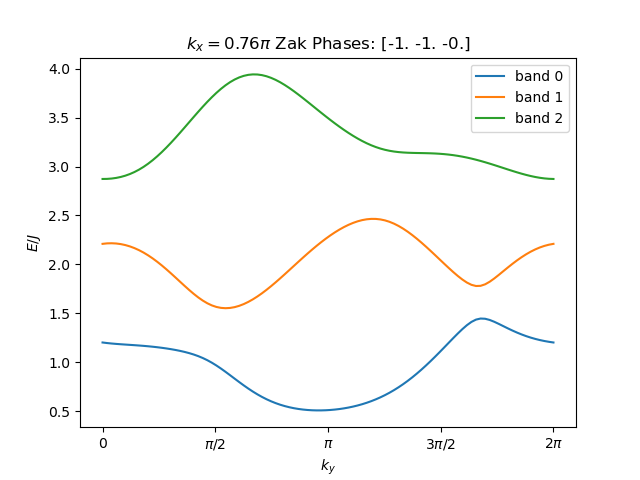 $k_x = 0.76\pi$ Zak Phases: [-1. -1. -0.]
band 0
band 1
band 2
4.0
3.5
3.0
2.5
2.0
1.5
1.0
0.5
E/J
0 π/2 π 3π/2 2π
$k_y$